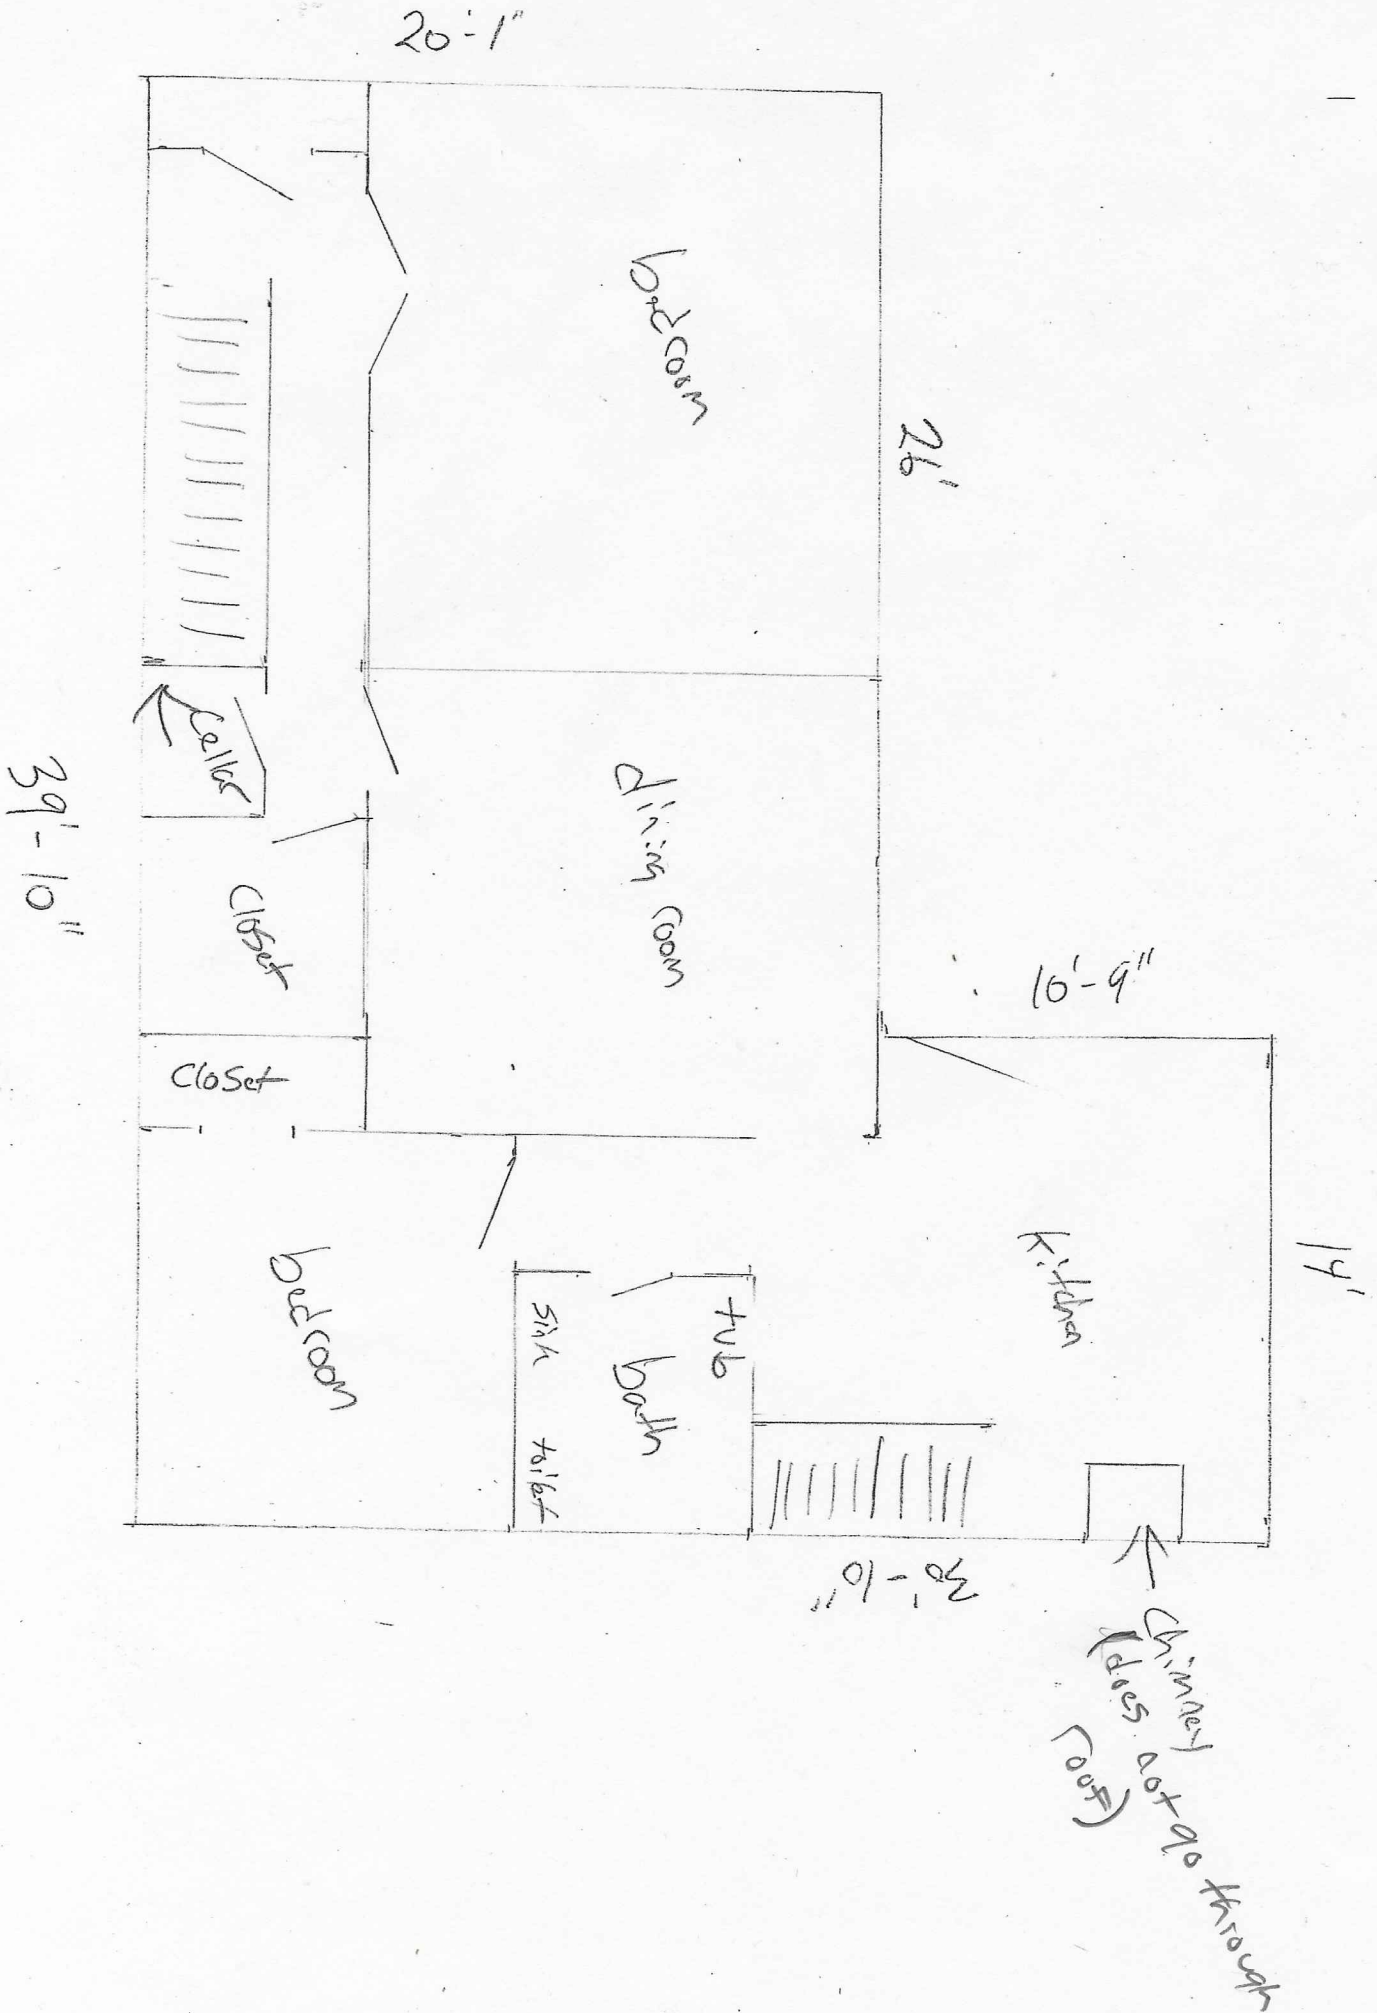 20'-1"
bedroom
26'
Cellar
dining room
39'-10"
Closet
10'-9"
Closet
kitchen
14'
bedroom
sink
tub
bath
toilet
30'-10"
Chimney
(does not go through
roof)